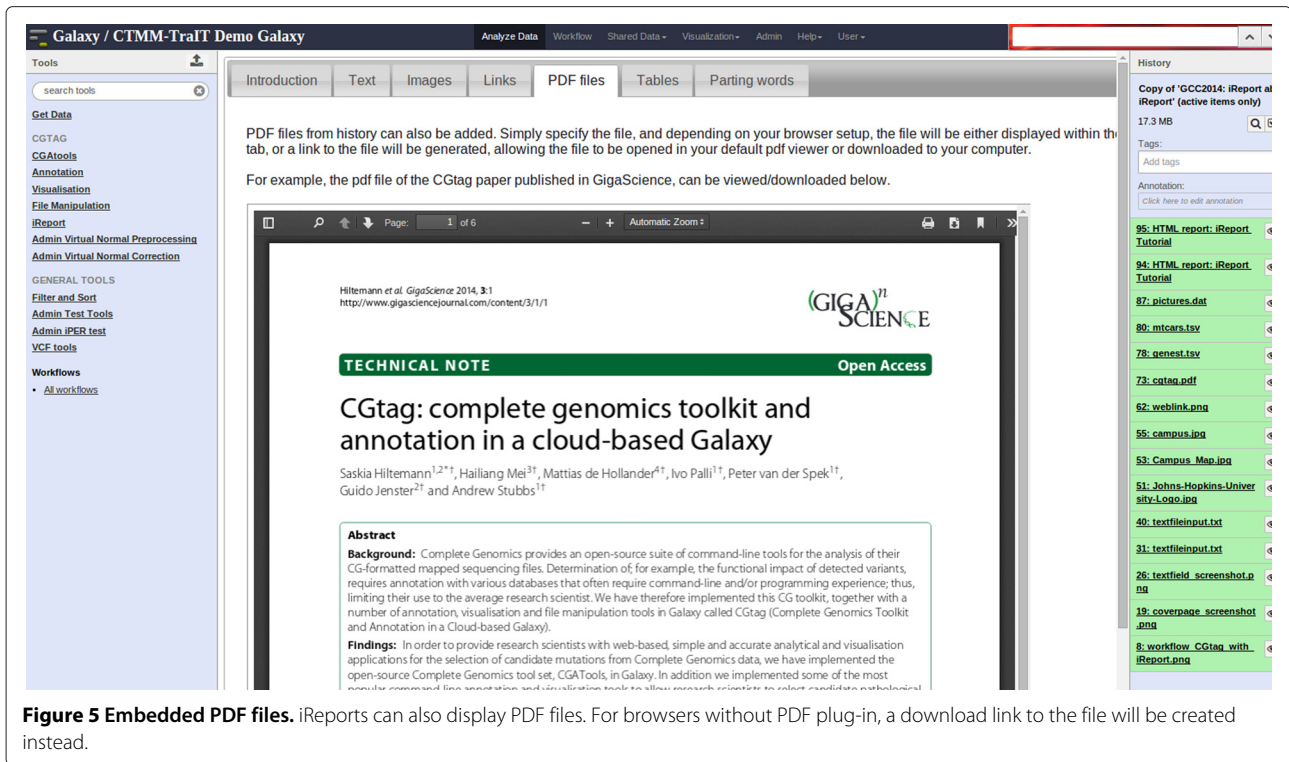 Galaxy / CTMM-TraIT Demo Galaxy
Analyze Data Workflow Shared Data Visualization Admin Help User
Tools
search tools
Get Data
CGTAG
CGAtools
Annotation
Visualisation
File Manipulation
iReport
Admin Virtual Normal Preprocessing
Admin Virtual Normal Correction
GENERAL TOOLS
Filter and Sort
Admin Test Tools
Admin iPER test
VCF tools
Workflows
• All workflows
Introduction Text Images Links PDF files Tables Parting words
PDF files from history can also be added. Simply specify the file, and depending on your browser setup, the file will be either displayed within the
tab, or a link to the file will be generated, allowing the file to be opened in your default pdf viewer or downloaded to your computer.
For example, the pdf file of the CGtag paper published in GigaScience, can be viewed/downloaded below.
Page: 1 of 6 − + Automatic Zoom
Hiltemann et al. GigaScience 2014, 3:1
http://www.gigasciencejournal.com/content/3/1/1
(GIGA)n
SCIENCE
TECHNICAL NOTE Open Access
CGtag: complete genomics toolkit and
annotation in a cloud-based Galaxy
Saskia Hiltemann1,2*†, Hailiang Mei3†, Mattias de Hollander4†, Ivo Palli1†, Peter van der Spek1†,
Guido Jenster2† and Andrew Stubbs1†
Abstract
Background: Complete Genomics provides an open-source suite of command-line tools for the analysis of their
CG-formatted mapped sequencing files. Determination of; for example, the functional impact of detected variants,
requires annotation with various databases that often require command-line and/or programming experience; thus,
limiting their use to the average research scientist. We have therefore implemented this CG toolkit, together with a
number of annotation, visualisation and file manipulation tools in Galaxy called CGtag (Complete Genomics Toolkit
and Annotation in a Cloud-based Galaxy).
Findings: In order to provide research scientists with web-based, simple and accurate analytical and visualisation
applications for the selection of candidate mutations from Complete Genomics data, we have implemented the
open-source Complete Genomics tool set, CGATools, in Galaxy. In addition we implemented some of the most
popular command-line annotation and visualisation tools to allow research scientists to select candidate pathological
History
Copy of 'GCC2014: iReport
iReport' (active items only)
17.3 MB
Tags:
Add tags
Annotation:
Click here to edit annotation
95: HTML report: iReport
Tutorial
94: HTML report: iReport
Tutorial
87: pictures.dat
80: mtcars.tsv
78: genest.tsv
73: cgtag.pdf
62: weblink.png
55: campus.jpg
53: Campus_Map.jpg
51: Johns-Hopkins-Univer
sity-Logo.jpg
40: textfileinput.txt
31: textfileinput.txt
26: textfield_screenshot.p
ng
19: coverpage_screenshot
.png
8: workflow_CGtag_with_
iReport.png
Figure 5 Embedded PDF files. iReports can also display PDF files. For browsers without PDF plug-in, a download link to the file will be created
instead.